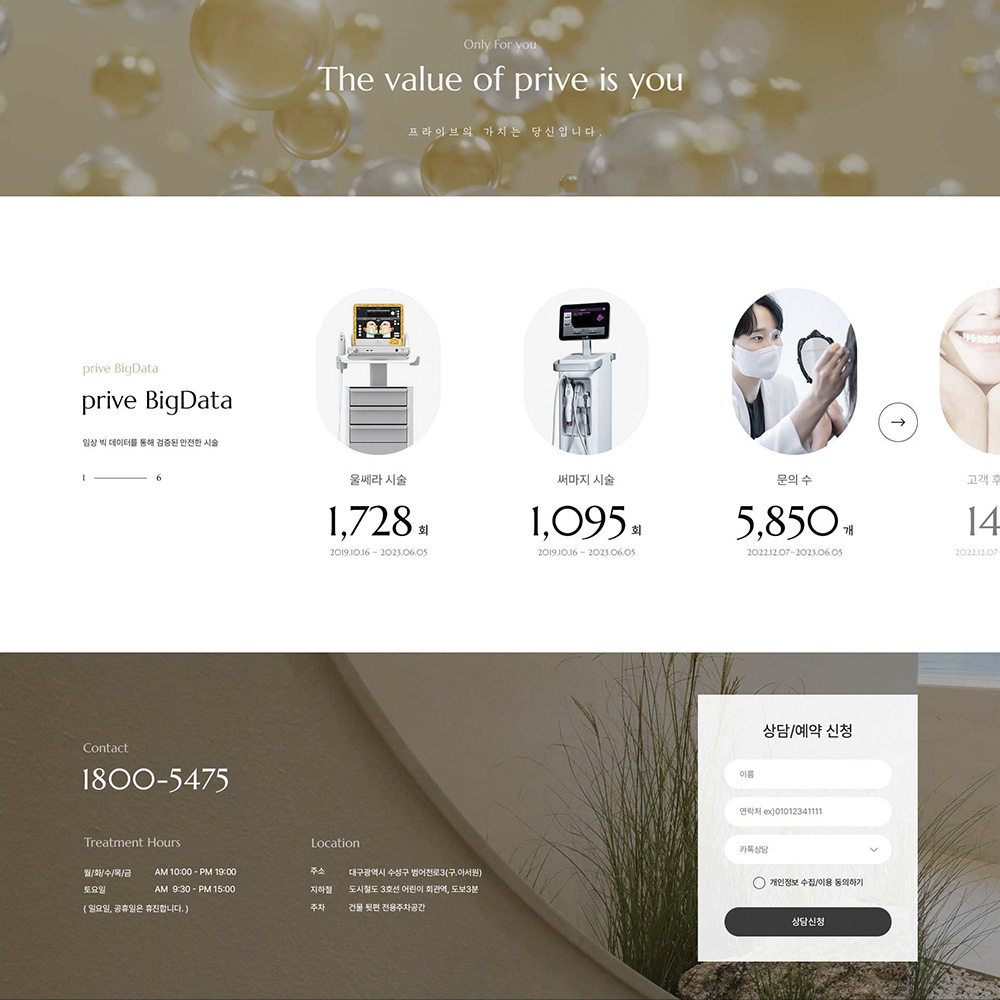 Only For you
The value of prive is you
프라이브의 가치는 당신입니다.
prive BigData
prive BigData
임상 빅 데이터를 통해 검증된 안전한 시술
1 6
울쎄라 시술
1,728 회
2019.10.16 ~ 2023.06.05
써마지 시술
1,095 회
2019.10.16 ~ 2023.06.05
문의 수
5,850 개
2022.12.07~2023.06.05
고객 후
14
2022.12.07~
Contact
1800-5475
Treatment Hours
월/화/수/목/금 AM 10:00 - PM 19:00
토요일 AM 9:30 - PM 15:00
( 일요일, 공휴일은 휴진합니다. )
Location
주소 대구광역시 수성구 범어천로3(구.아서원)
지하철 도시철도 3호선 어린이 회관역, 도보3분
주차 건물 뒷편 전용주차공간
상담/예약 신청
이름
연락처 ex)01012341111
카톡상담
개인정보 수집/이용 동의하기
상담신청